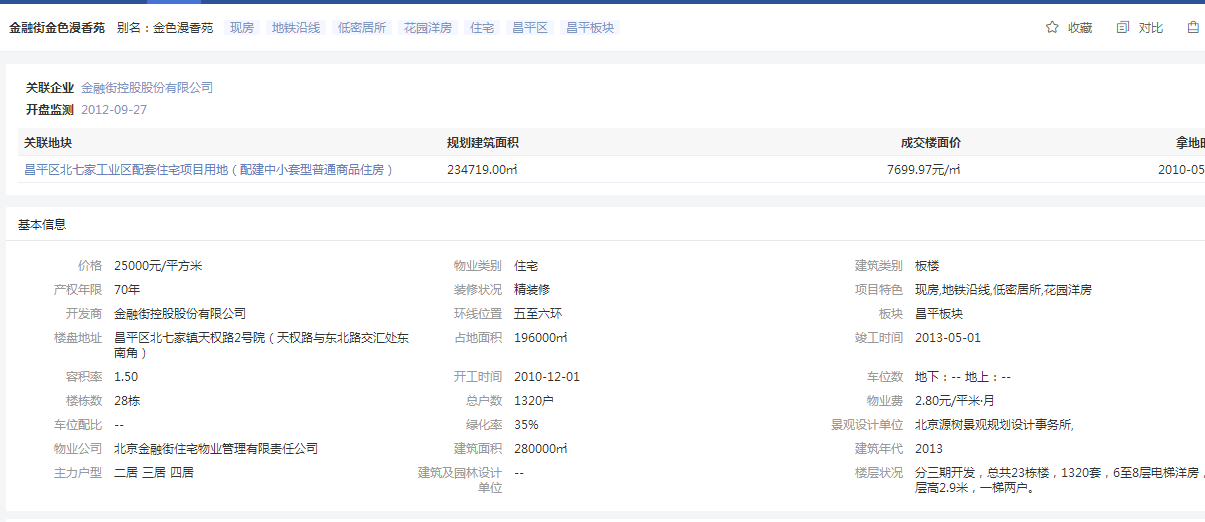 金融街金色漫香苑 别名：金色漫香苑 现房 地铁沿线 低密居所 花园洋房 住宅 昌平区 昌平板块 收藏 对比
关联企业 金融街控股股份有限公司
开盘监测 2012-09-27
关联地块 规划建筑面积 成交楼面价 拿地
昌平区北七家工业区配套住宅项目用地（配建中小套型普通商品住房） 234719.00㎡ 7699.97元/㎡ 2010-05
基本信息
价格 25000元/平方米 物业类别 住宅 建筑类别 板楼
产权年限 70年 装修状况 精装修 项目特色 现房,地铁沿线,低密居所,花园洋房
开发商 金融街控股股份有限公司 环线位置 五至六环 板块 昌平板块
楼盘地址 昌平区北七家镇天权路2号院（天权路与东北路交汇处东 占地面积 196000㎡ 竣工时间 2013-05-01
南角）
容积率 1.50 开工时间 2010-12-01 车位数 地下：-- 地上：--
楼栋数 28栋 总户数 1320户 物业费 2.80元/平米·月
车位配比 -- 绿化率 35% 景观设计单位 北京源树景观规划设计事务所,
物业公司 北京金融街住宅物业管理有限责任公司 建筑面积 280000㎡ 建筑年代 2013
主力户型 二居 三居 四居 建筑及园林设计 -- 楼层状况 分三期开发，总共23栋楼，1320套，6至8层电梯洋房，
单位 层高2.9米，一梯两户。